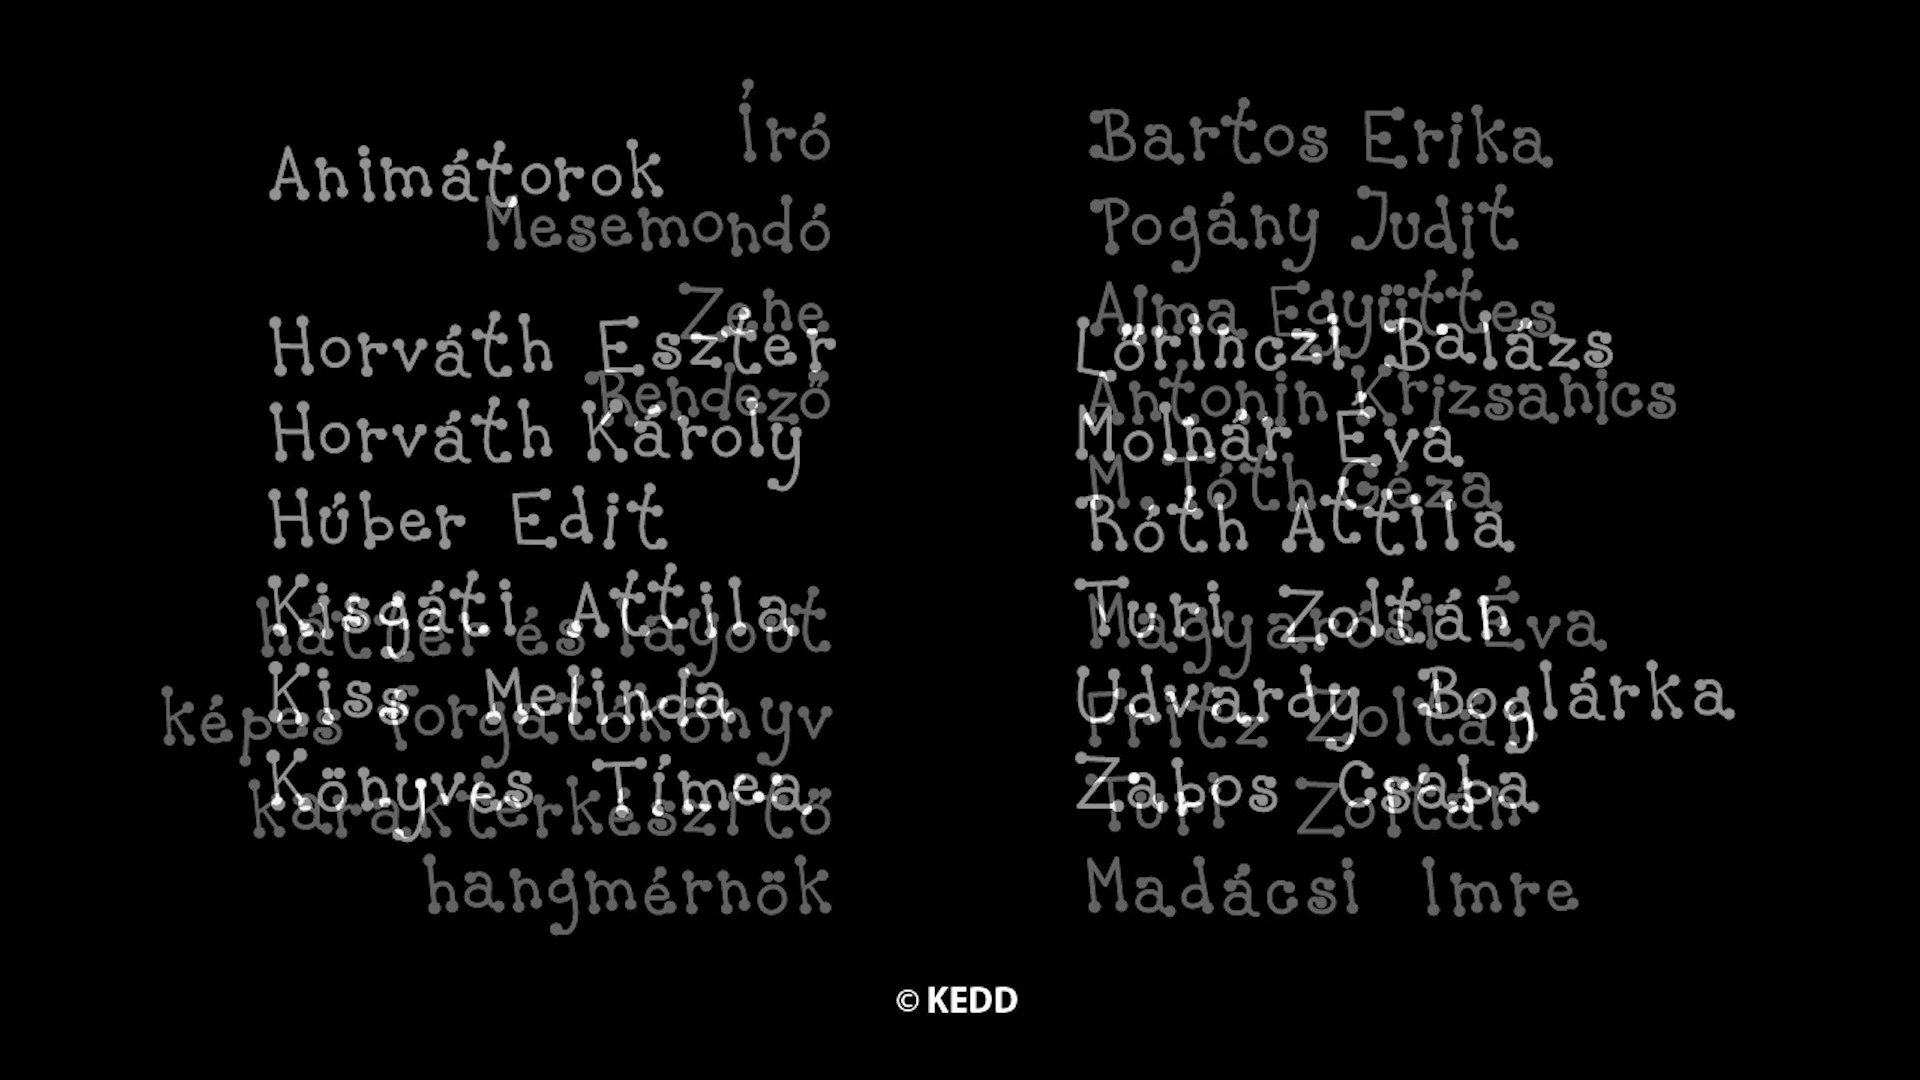 Író Bartos Erika
Animátorok
Mesemondó Pogány Judit
Zene Alma Együttes
Horváth Eszter Lőrinczi Balázs
Rendező Antonin Krizsanics
Horváth Károly Molnár Éva
M. Tóth Géza
Húber Edit Róth Attila
Kisgáti Attila Turi Zoltán
háttér és layout Magyarósi Éva
Kiss Melinda Udvardy Boglárka
képes forgatókönyv Fritz Zoltán
Könyves Tímea Zabos Csaba
karakterkészítő Turi Zoltán
hangmérnök Madácsi Imre
© KEDD